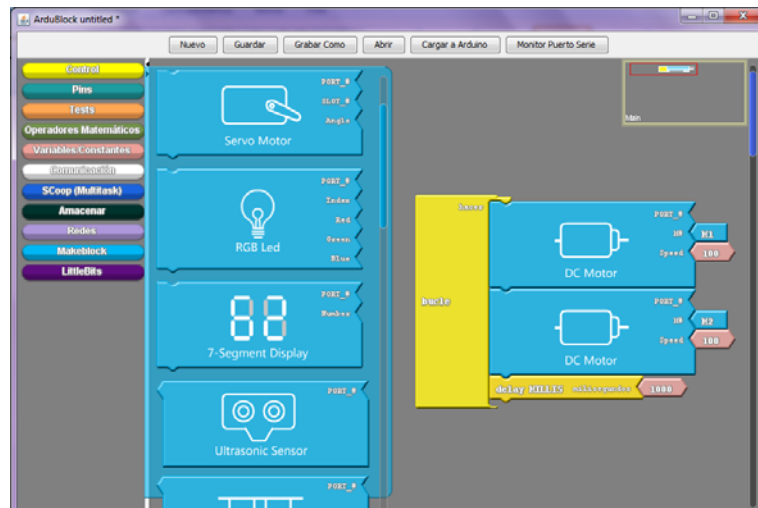 ArduBlock untitled *
Nuevo
Guardar
Grabar Como
Abrir
Cargar a Arduino
Monitor Puerto Serie
Control
Pins
Tests
Operadores Matemáticos
Variables/Constantes
Comunicación
SCoop (Multitask)
Amacenar
Redes
Makeblock
LittleBits
PORT_#
SLOT_#
Angle
Servo Motor
PORT_#
Index
Red
Green
Blue
RGB Led
PORT_#
Number
7-Segment Display
PORT_#
Ultrasonic Sensor
PORT_#
Main
hacer
bucle
PORT_#
M#
M1
Speed
100
DC Motor
PORT_#
M#
M2
Speed
100
DC Motor
delay MILLIS milisegundos 1000